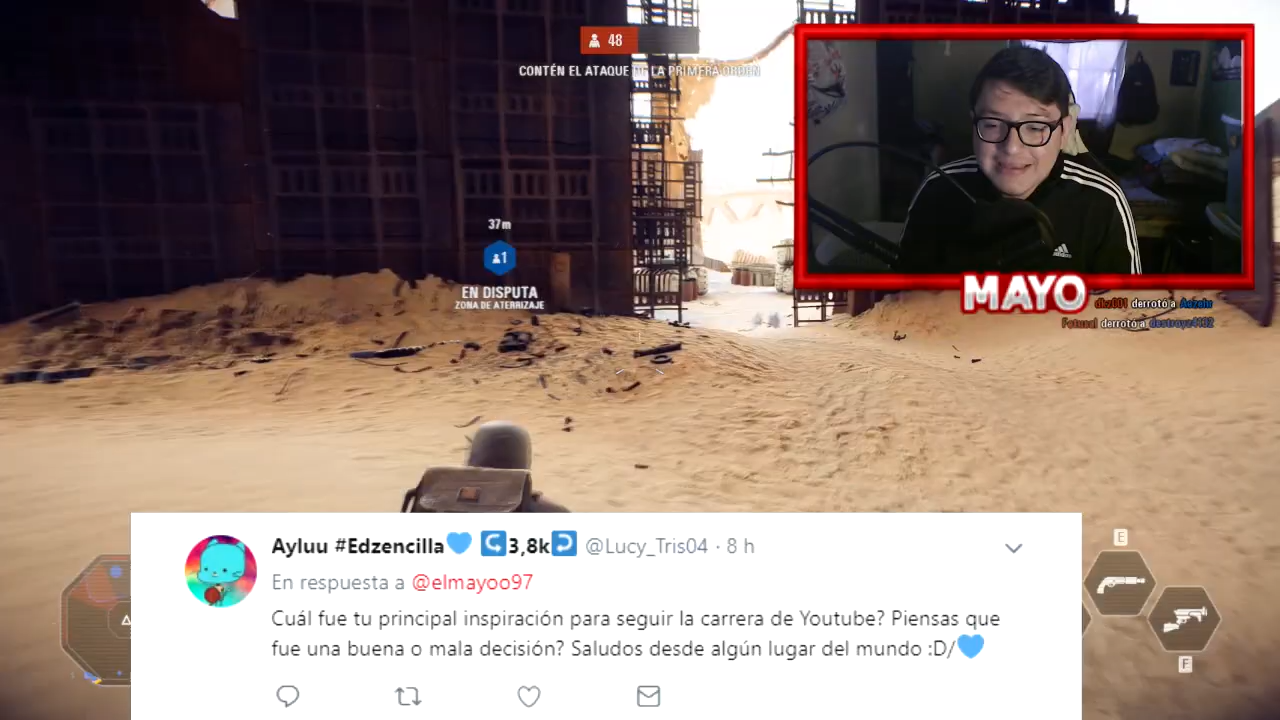 48
CONTÉN EL ATAQUE DE LA PRIMERA ORDEN
37m
1
EN DISPUTA
ZONA DE ATERRIZAJE
adidas
MAYO
derrotó a
derrotó a
Ayluu #Edzencilla💙 ↪3,8k↩ @Lucy_Tris04 · 8 h
En respuesta a @elmayoo97
Cuál fue tu principal inspiración para seguir la carrera de Youtube? Piensas que
fue una buena o mala decisión? Saludos desde algún lugar del mundo :D/💙
E
F